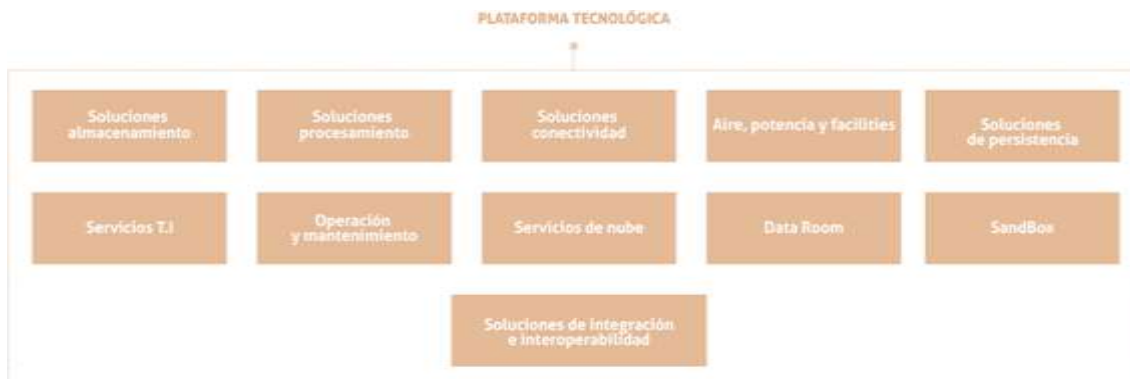 PLATAFORMA TECNOLÓGICA
Soluciones
almacenamiento
Soluciones
procesamiento
Soluciones
conectividad
Aire, potencia y facilities
Soluciones
de persistencia
Servicios T.I
Operación
y mantenimiento
Servicios de nube
Data Room
SandBox
Soluciones de integración
e interoperabilidad